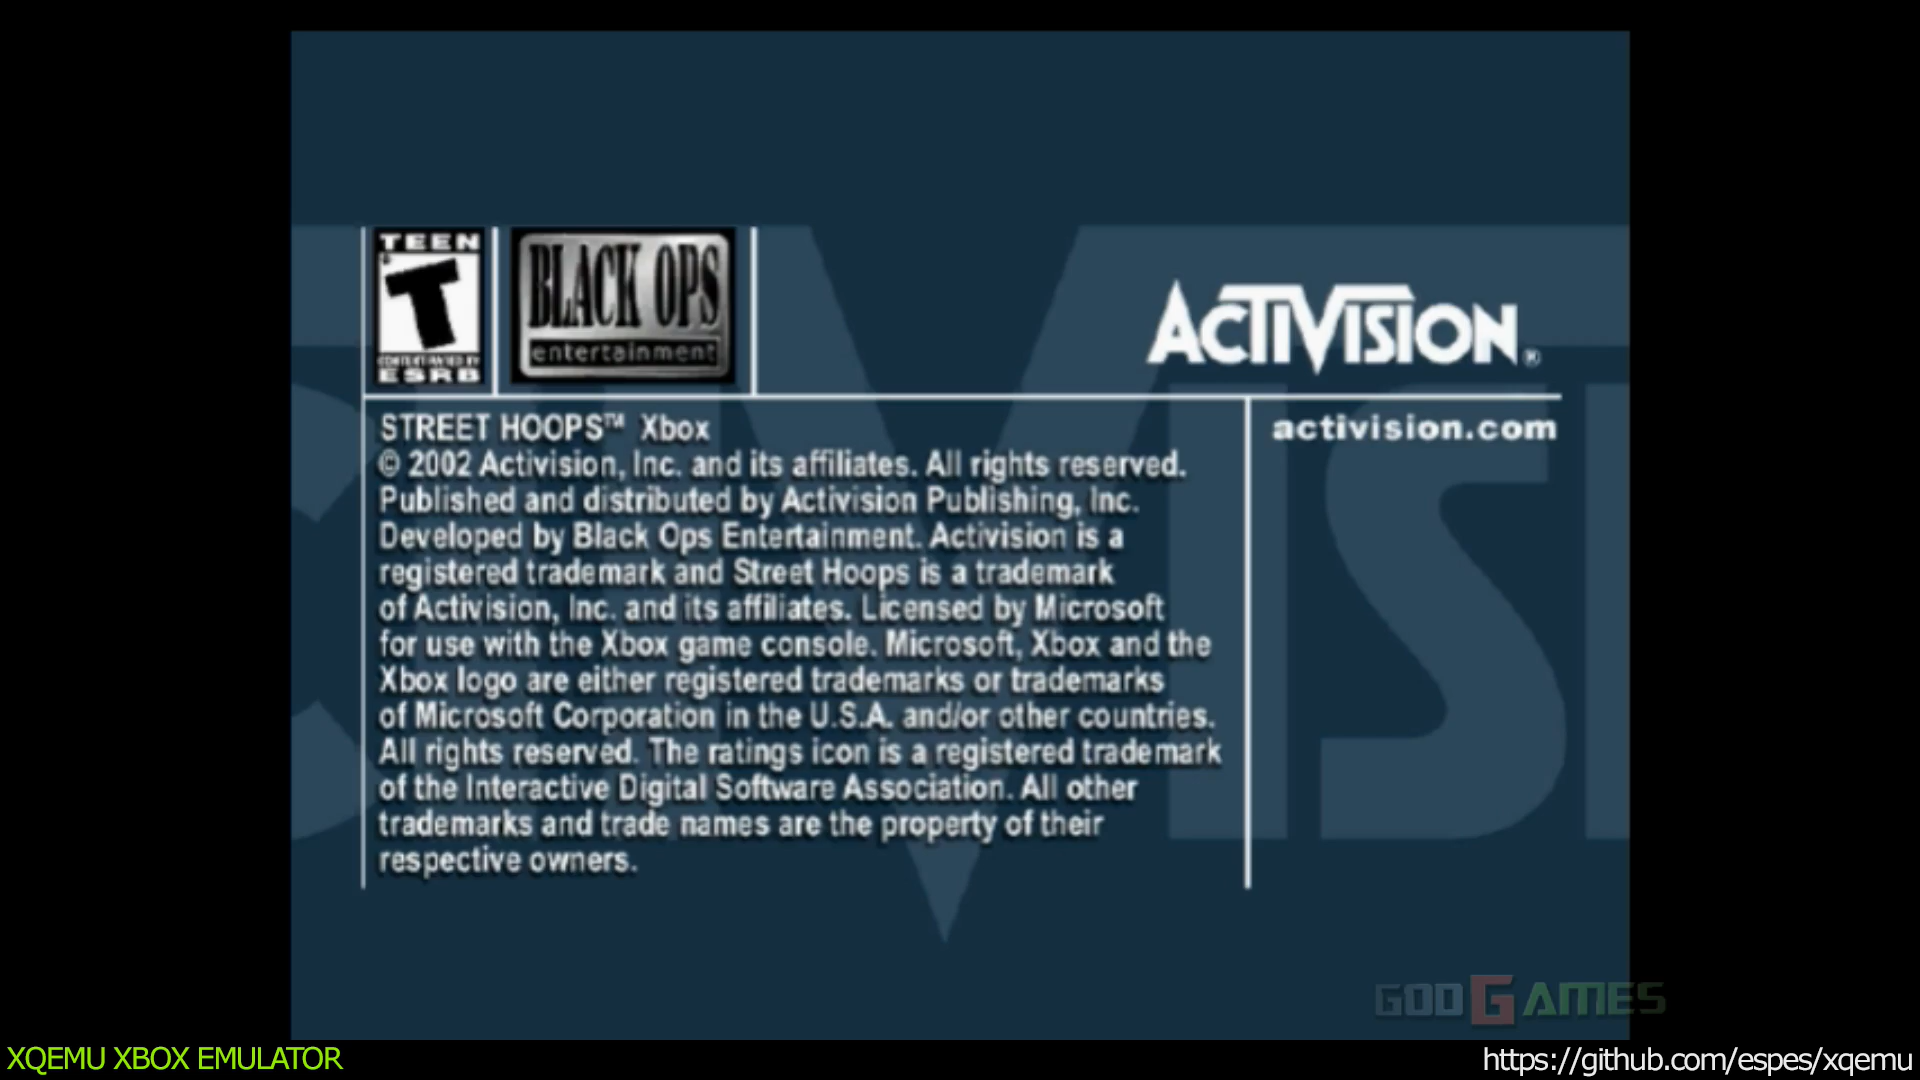 TEEN
T
CONTENT RATED BY
ESRB
BLACK OPS
entertainment
ACTIVISION®
STREET HOOPS™ Xbox
activision.com
© 2002 Activision, Inc. and its affiliates. All rights reserved.
Published and distributed by Activision Publishing, Inc.
Developed by Black Ops Entertainment. Activision is a
registered trademark and Street Hoops is a trademark
of Activision, Inc. and its affiliates. Licensed by Microsoft
for use with the Xbox game console. Microsoft, Xbox and the
Xbox logo are either registered trademarks or trademarks
of Microsoft Corporation in the U.S.A. and/or other countries.
All rights reserved. The ratings icon is a registered trademark
of the Interactive Digital Software Association. All other
trademarks and trade names are the property of their
respective owners.
GOD GAMES
XQEMU XBOX EMULATOR
https://github.com/espes/xqemu